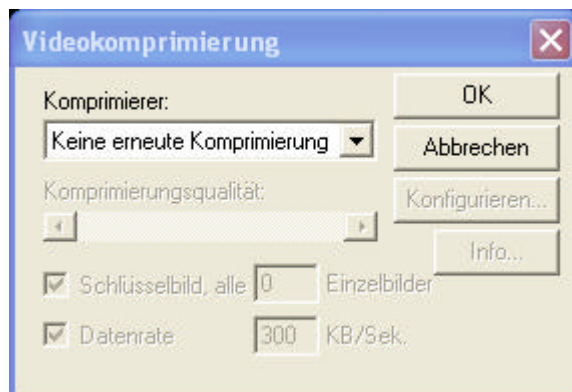 Videokomprimierung
Komprimierer:
Keine erneute Komprimierung
OK
Abbrechen
Komprimierungsqualität:
Konfigurieren...
Info...
Schlüsselbild, alle 0 Einzelbilder
Datenrate 300 KB/Sek.